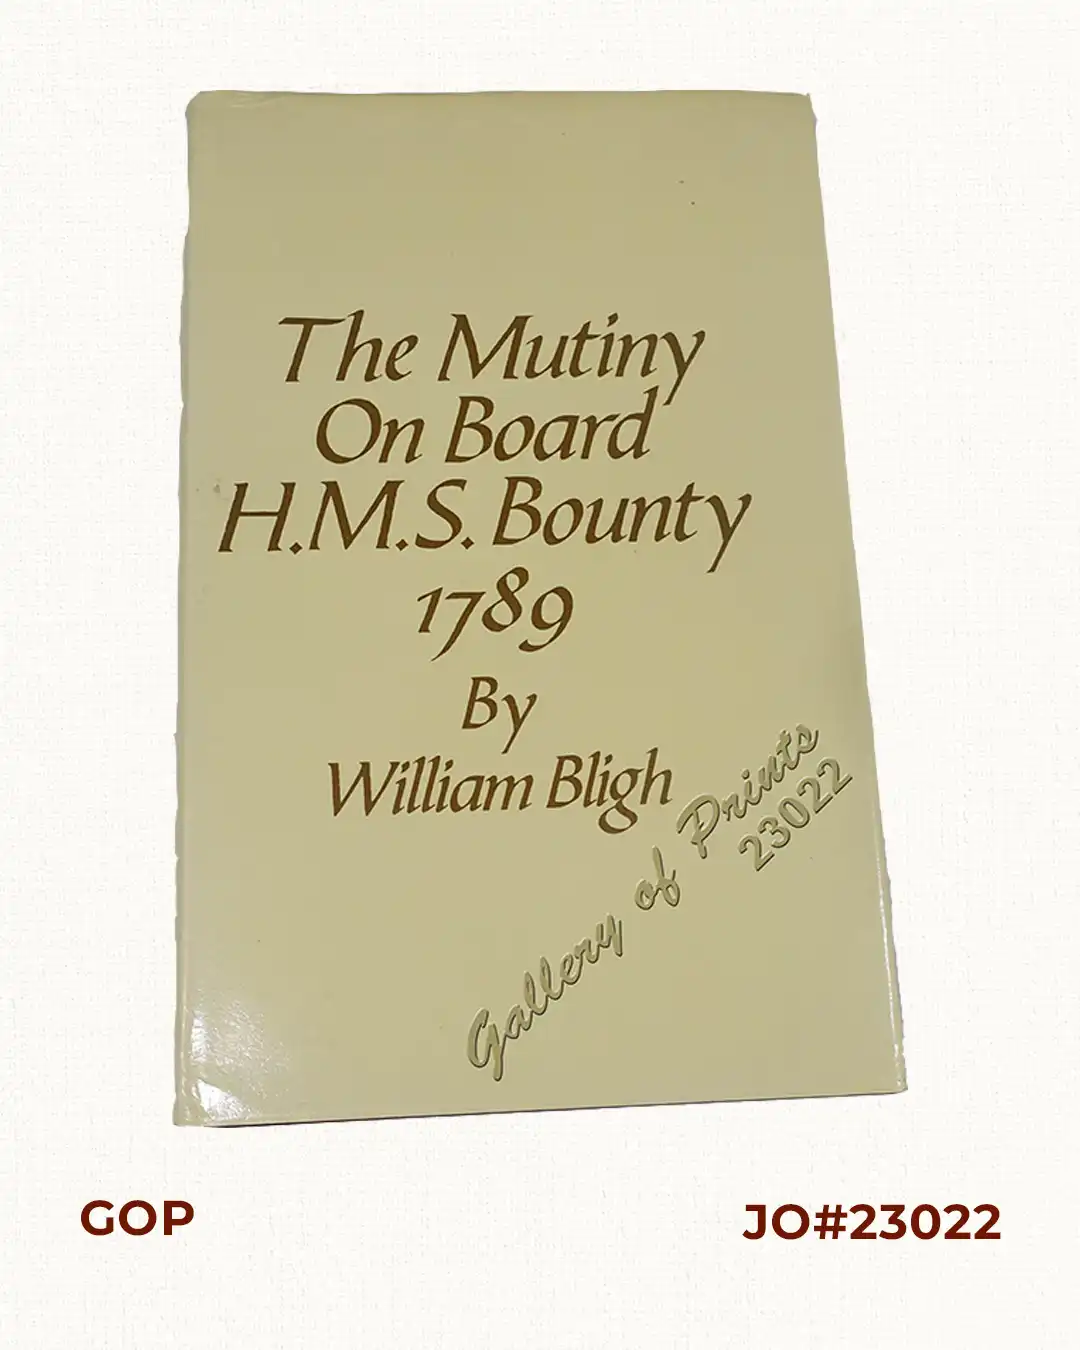 The Mutiny
On Board
H.M.S. Bounty
1789
By
William Bligh
Gallery of Prints
23022
GOP
JO#23022